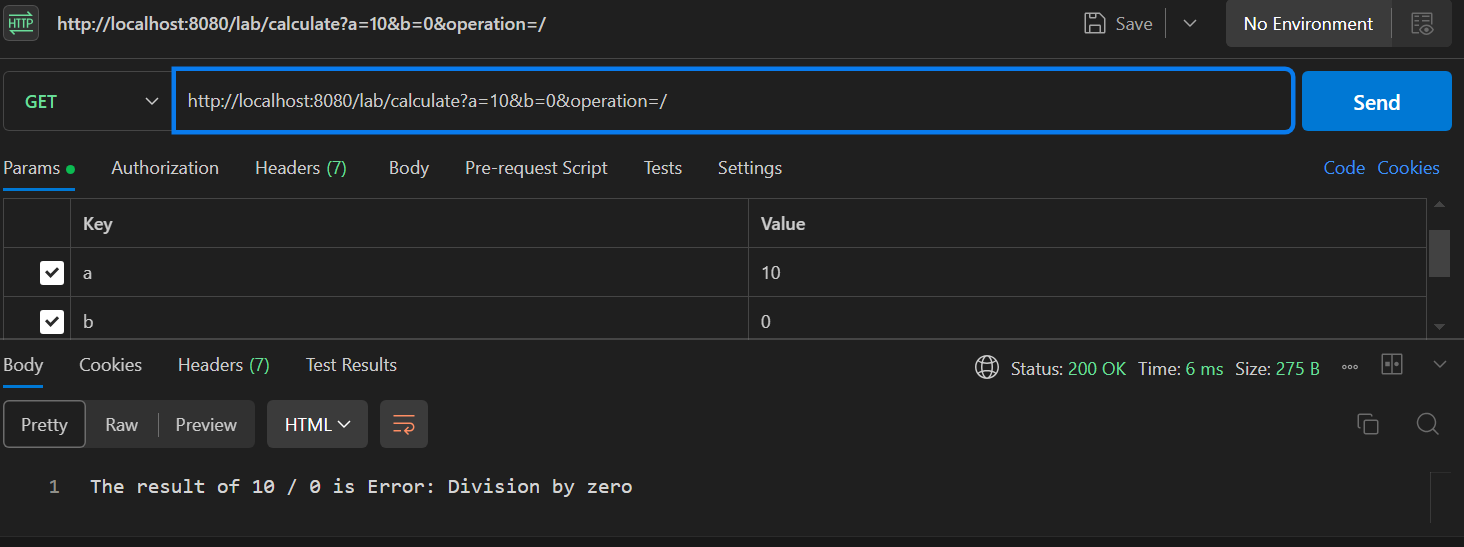 HTTP http://localhost:8080/lab/calculate?a=10&b=0&operation=/ Save No Environment
GET http://localhost:8080/lab/calculate?a=10&b=0&operation=/ Send
Params Authorization Headers (7) Body Pre-request Script Tests Settings Code Cookies
Key Value
a 10
b 0
Body Cookies Headers (7) Test Results Status: 200 OK Time: 6 ms Size: 275 B
Pretty Raw Preview HTML
1 The result of 10 / 0 is Error: Division by zero